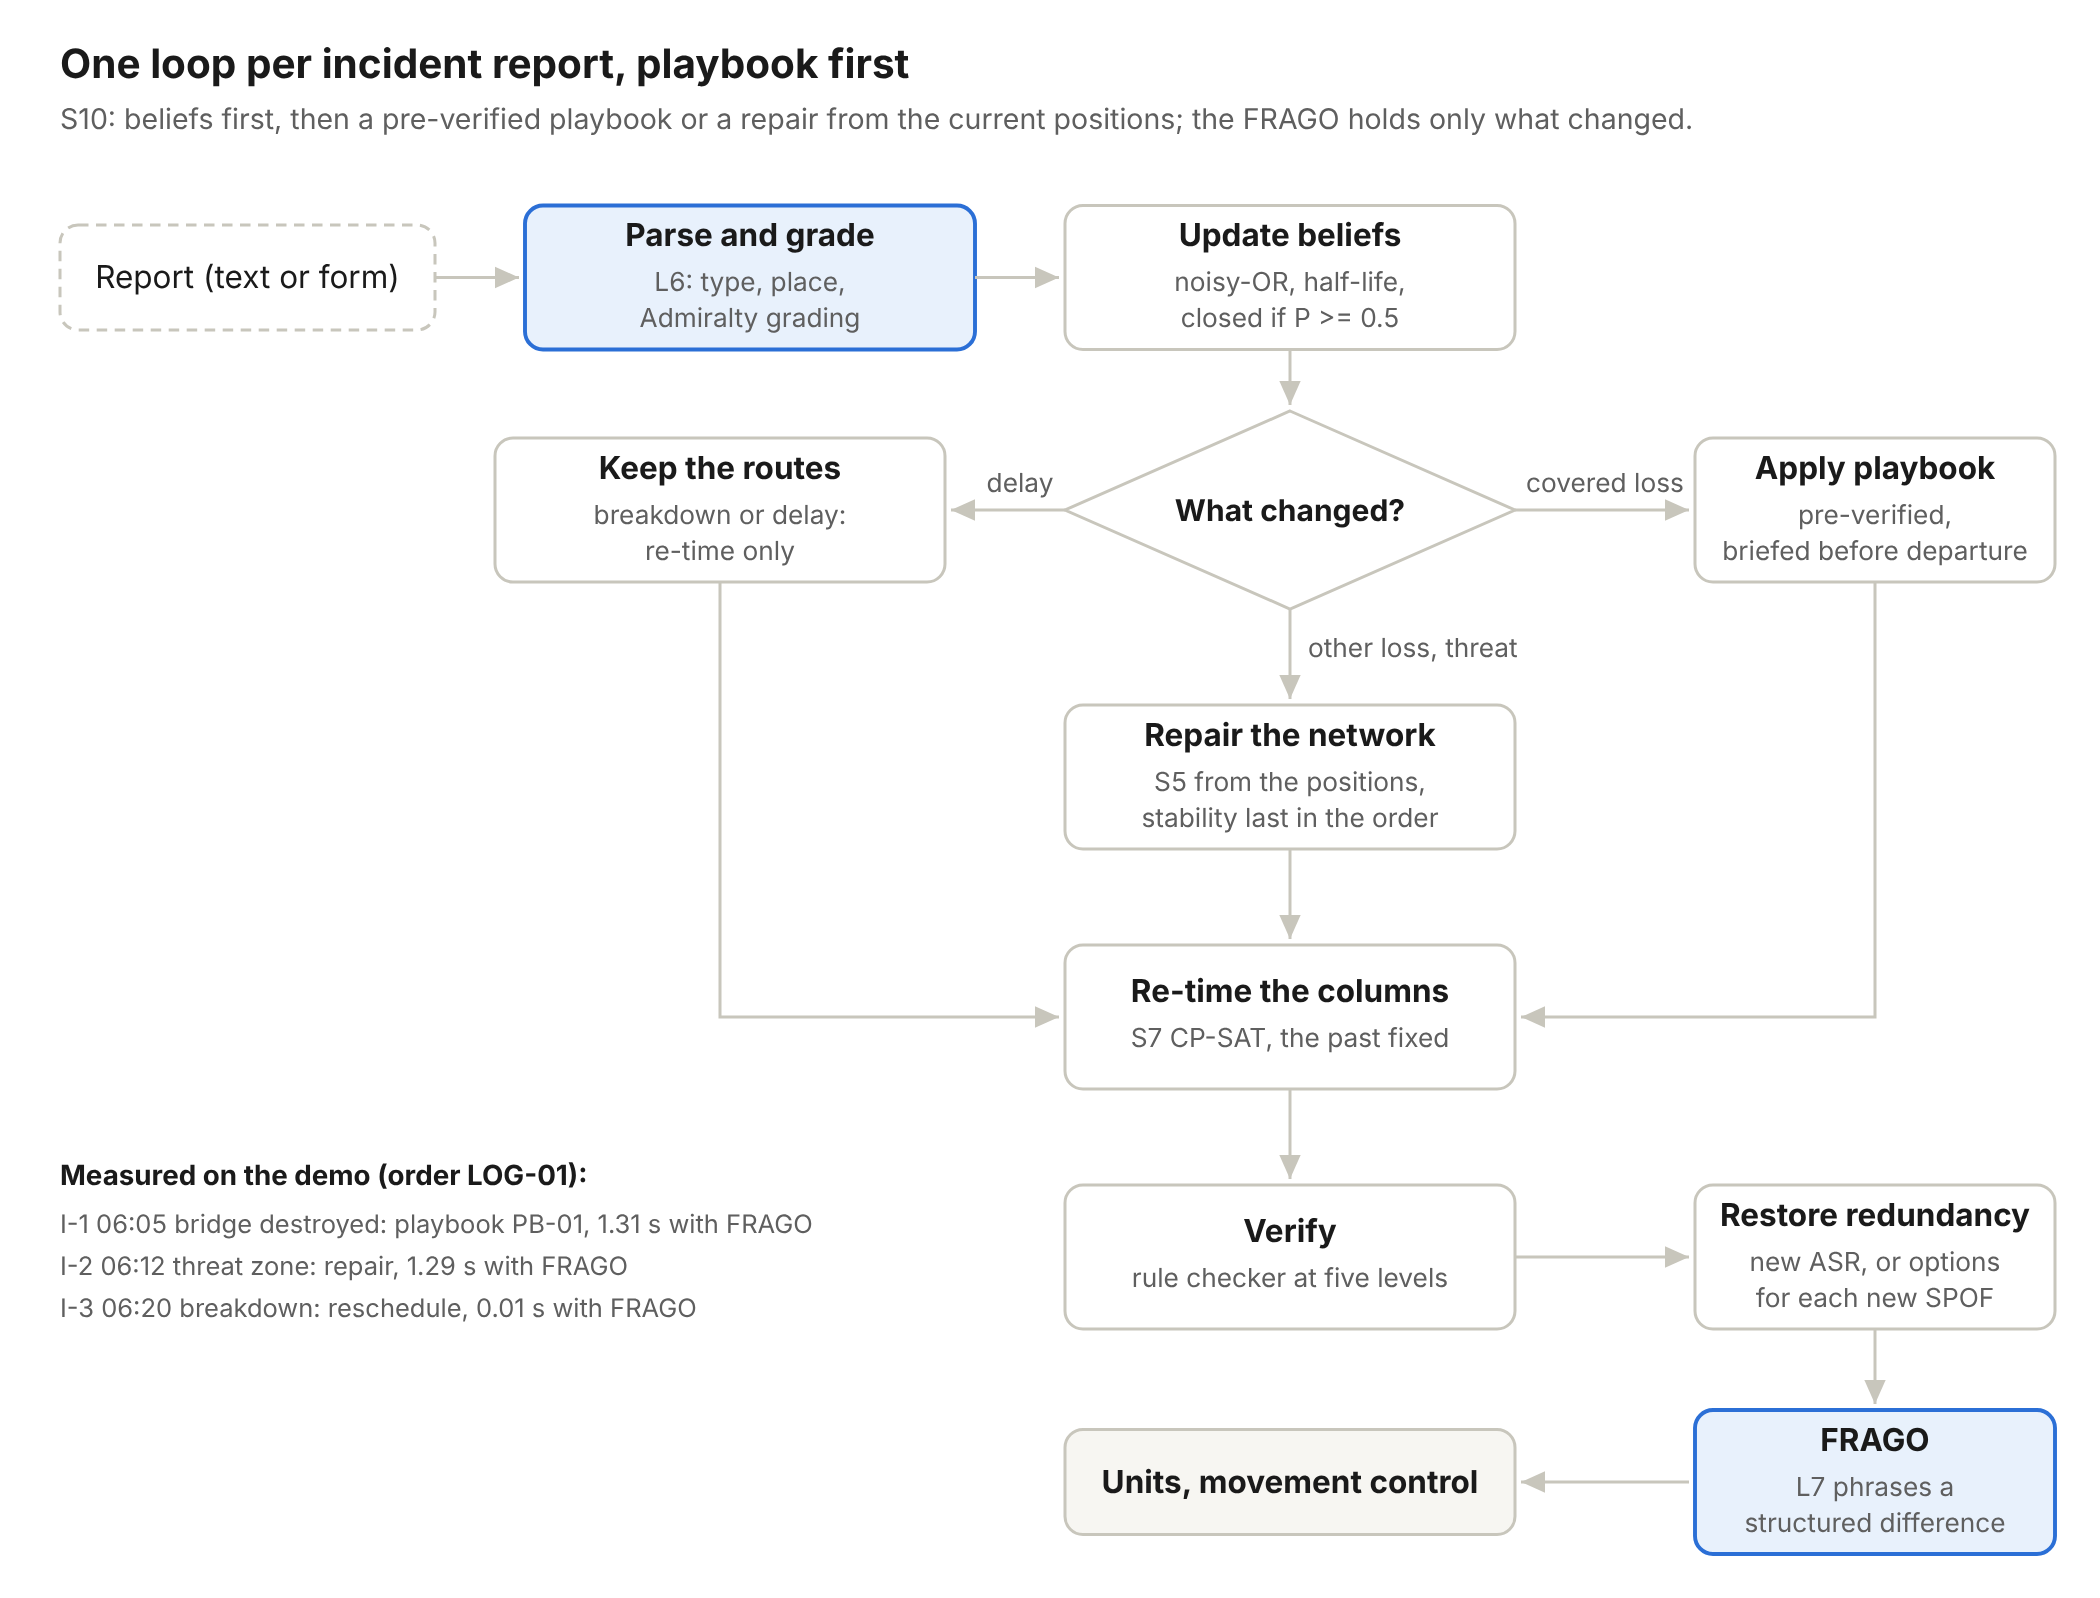 One loop per incident report, playbook first
S10: beliefs first, then a pre-verified playbook or a repair from the current positions; the FRAGO holds only what changed.
Report (text or form)
Parse and grade
L6: type, place,
Admiralty grading
Update beliefs
noisy-OR, half-life,
closed if P >= 0.5
Keep the routes
breakdown or delay:
re-time only
delay
What changed?
covered loss
Apply playbook
pre-verified,
briefed before departure
other loss, threat
Repair the network
S5 from the positions,
stability last in the order
Re-time the columns
S7 CP-SAT, the past fixed
Measured on the demo (order LOG-01):
I-1 06:05 bridge destroyed: playbook PB-01, 1.31 s with FRAGO
I-2 06:12 threat zone: repair, 1.29 s with FRAGO
I-3 06:20 breakdown: reschedule, 0.01 s with FRAGO
Verify
rule checker at five levels
Restore redundancy
new ASR, or options
for each new SPOF
Units, movement control
FRAGO
L7 phrases a
structured difference